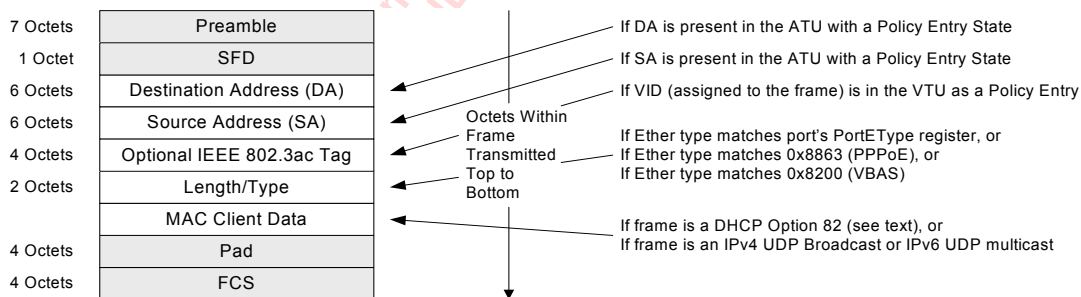 7 Octets Preamble
1 Octet SFD
6 Octets Destination Address (DA)
6 Octets Source Address (SA)
4 Octets Optional IEEE 802.3ac Tag
2 Octets Length/Type
MAC Client Data
4 Octets Pad
4 Octets FCS
Octets Within
Frame
Transmitted
Top to
Bottom
If DA is present in the ATU with a Policy Entry State
If SA is present in the ATU with a Policy Entry State
If VID (assigned to the frame) is in the VTU as a Policy Entry
If Ether type matches port's PortEType register, or
If Ether type matches 0x8863 (PPPoE), or
If Ether type matches 0x8200 (VBAS)
If frame is a DHCP Option 82 (see text), or
If frame is an IPv4 UDP Broadcast or IPv6 UDP multicast